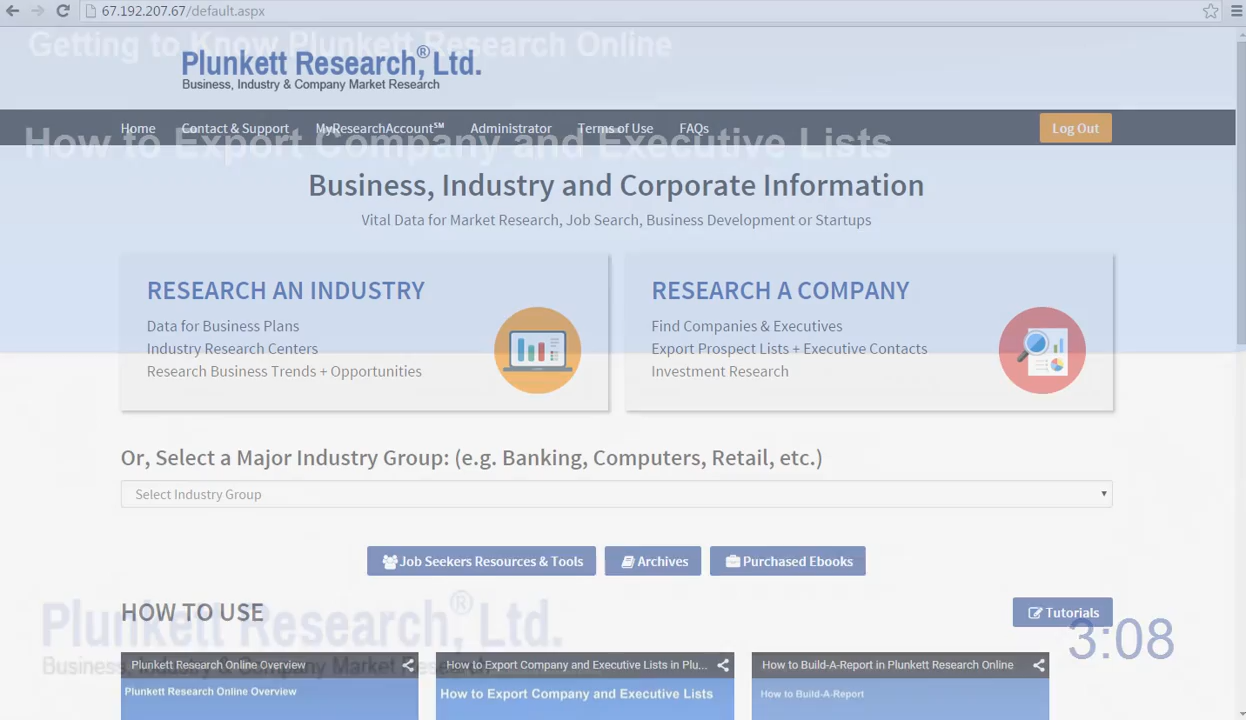 67.192.207.67/default.aspx
Getting to Know Plunkett Research Online
Plunkett Research,® Ltd.
Business, Industry & Company Market Research
Home Contact & Support MyResearchAccount℠ Administrator Terms of Use FAQs Log Out
How to Export Company and Executive Lists
Business, Industry and Corporate Information
Vital Data for Market Research, Job Search, Business Development or Startups
RESEARCH AN INDUSTRY
Data for Business Plans
Industry Research Centers
Research Business Trends + Opportunities
RESEARCH A COMPANY
Find Companies & Executives
Export Prospect Lists + Executive Contacts
Investment Research
Or, Select a Major Industry Group: (e.g. Banking, Computers, Retail, etc.)
Select Industry Group
Job Seekers Resources & Tools Archives Purchased Ebooks
HOW TO USE
Tutorials
Plunkett Research,® Ltd.
Business, Industry & Company Market Research
3:08
Plunkett Research Online Overview
Plunkett Research Online Overview
How to Export Company and Executive Lists in Plu...
How to Export Company and Executive Lists
How to Build-A-Report in Plunkett Research Online
How to Build-A-Report